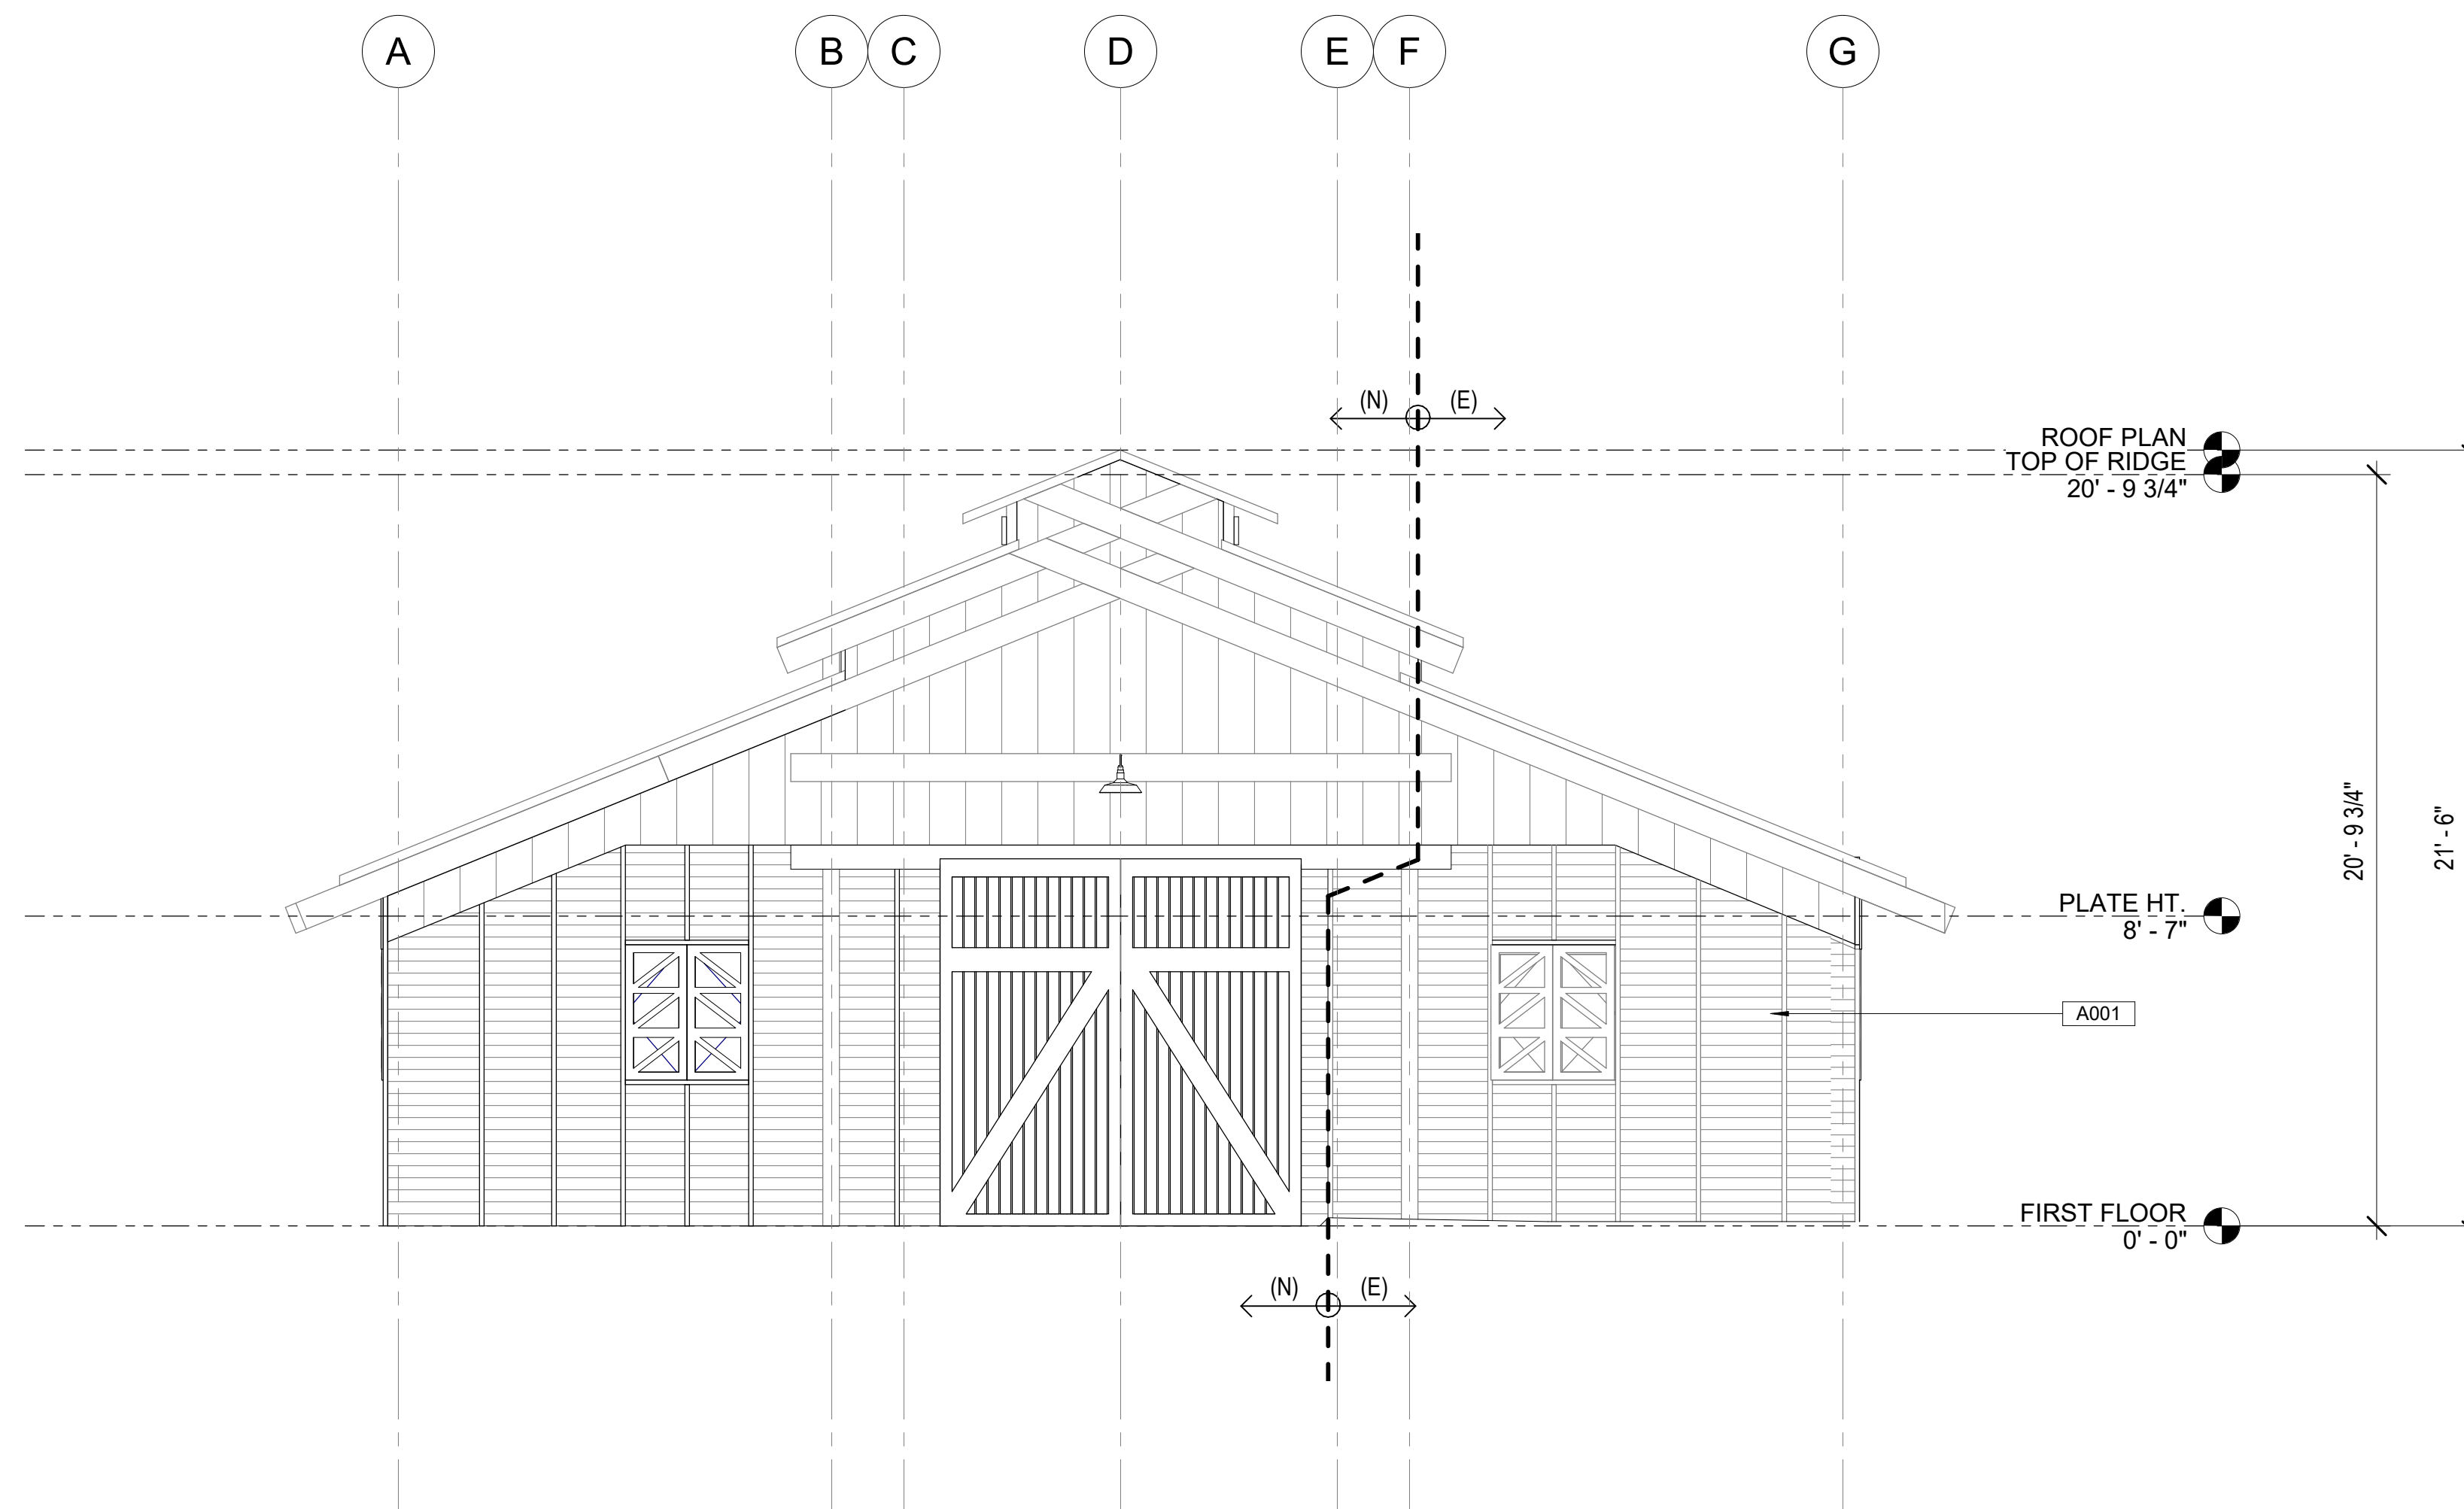 A B C D E F G
(N) (E)
ROOF PLAN
TOP OF RIDGE
20' - 9 3/4"
20' - 9 3/4"
21' - 6"
PLATE HT.
8' - 7"
A001
FIRST FLOOR
0' - 0"
(N) (E)